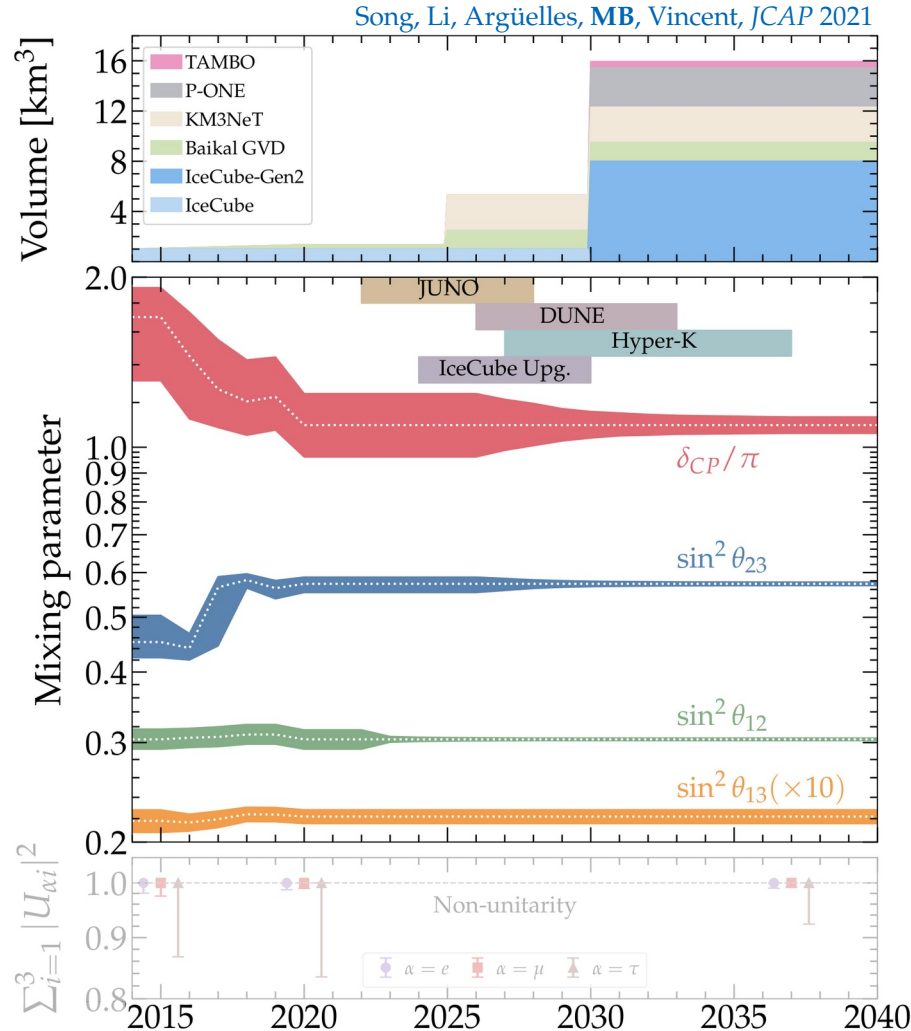 Song, Li, Argüelles, MB, Vincent, JCAP 2021
Volume [km³]
16
12
8
4
TAMBO
P-ONE
KM3NeT
Baikal GVD
IceCube-Gen2
IceCube
Mixing parameter
2.0
1.0
0.9
0.8
0.7
0.6
0.5
0.4
0.3
0.2
JUNO
DUNE
Hyper-K
IceCube Upg.
δ_CP/π
sin² θ₂₃
sin² θ₁₂
sin² θ₁₃(×10)
Σ³ᵢ₌₁ |U_αi|²
1.0
0.9
0.8
Non-unitarity
α = e α = μ α = τ
2015 2020 2025 2030 2035 2040